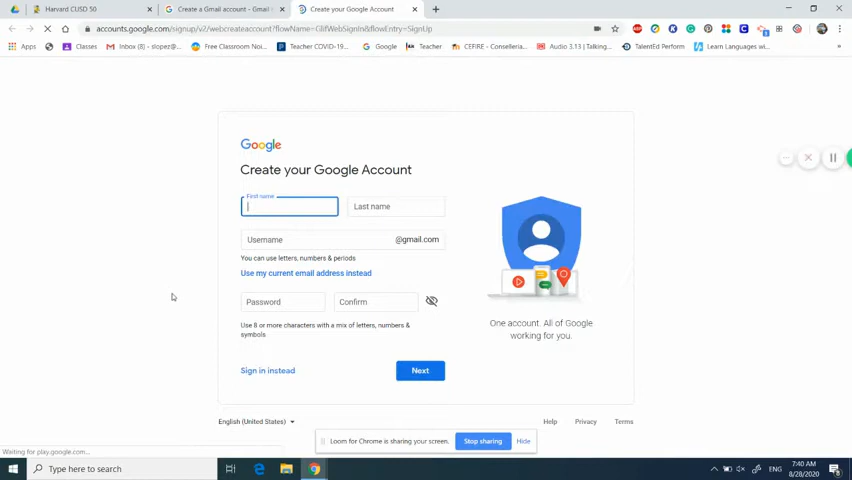 Harvard CUSD 50
Create a Gmail account - Gmail
Create your Google Account
accounts.google.com/signup/v2/webcreateaccount?flowName=GlifWebSignIn&flowEntry=SignUp
Apps
Classes
Inbox (8) - slopez@...
Free Classroom New...
Teacher COVID-19...
Google
Teacher
CEFIRE - Conselleria...
Audio 3.13 | Talking...
TalentEd Perform
Learn Languages wi...
Google
Create your Google Account
First name
Last name
Username
@gmail.com
You can use letters, numbers & periods
Use my current email address instead
Password
Confirm
Use 8 or more characters with a mix of letters, numbers &
symbols
One account. All of Google
working for you.
Sign in instead
Next
English (United States)
Help
Privacy
Terms
Loom for Chrome is sharing your screen.
Stop sharing
Hide
Waiting for play.google.com...
Type here to search
ENG
7:40 AM
8/28/2020